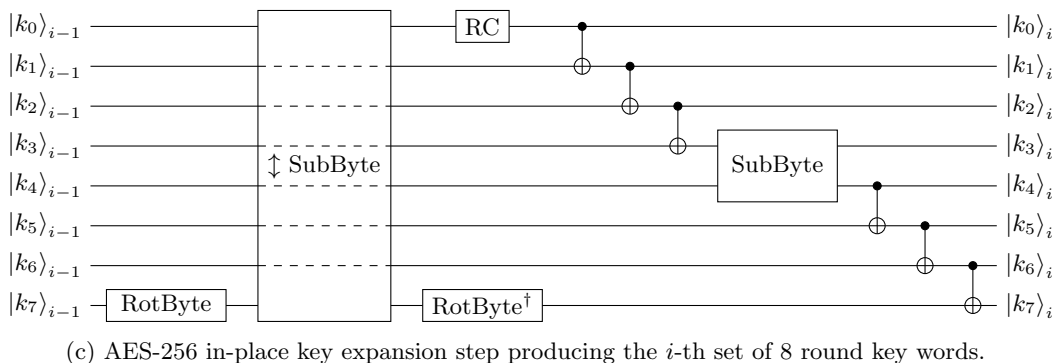 |k₀⟩ᵢ₋₁ RC |k₀⟩ᵢ
|k₁⟩ᵢ₋₁ |k₁⟩ᵢ
|k₂⟩ᵢ₋₁ |k₂⟩ᵢ
|k₃⟩ᵢ₋₁ |k₃⟩ᵢ
↕ SubByte SubByte
|k₄⟩ᵢ₋₁ |k₄⟩ᵢ
|k₅⟩ᵢ₋₁ |k₅⟩ᵢ
|k₆⟩ᵢ₋₁ |k₆⟩ᵢ
|k₇⟩ᵢ₋₁ RotByte RotByte† |k₇⟩ᵢ
(c) AES-256 in-place key expansion step producing the i-th set of 8 round key words.